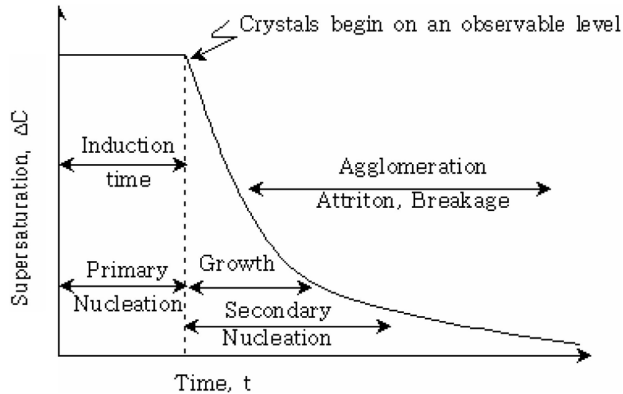 Crystals begin on an observable level
Supersaturation, ΔC
Induction
time
Agglomeration
Attriton, Breakage
Primary
Nucleation
Growth
Secondary
Nucleation
Time, t